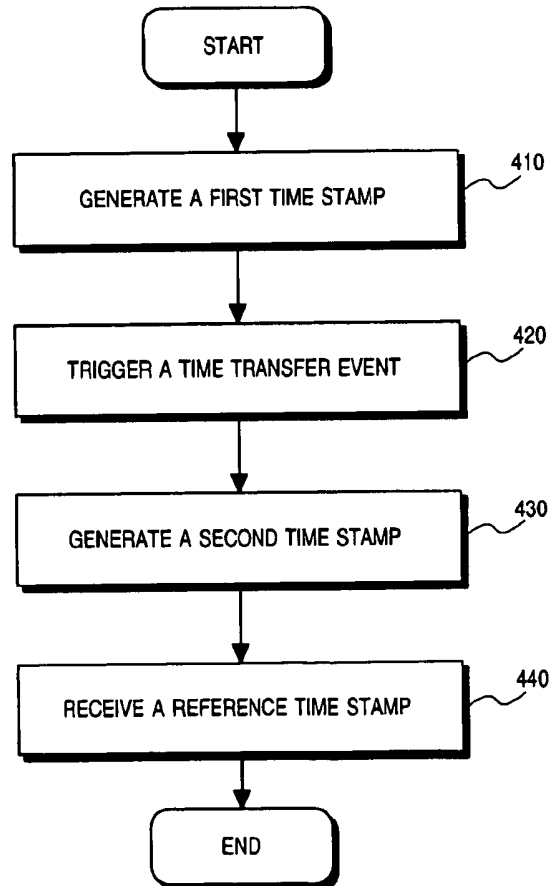 START
GENERATE A FIRST TIME STAMP
410
TRIGGER A TIME TRANSFER EVENT
420
GENERATE A SECOND TIME STAMP
430
RECEIVE A REFERENCE TIME STAMP
440
END